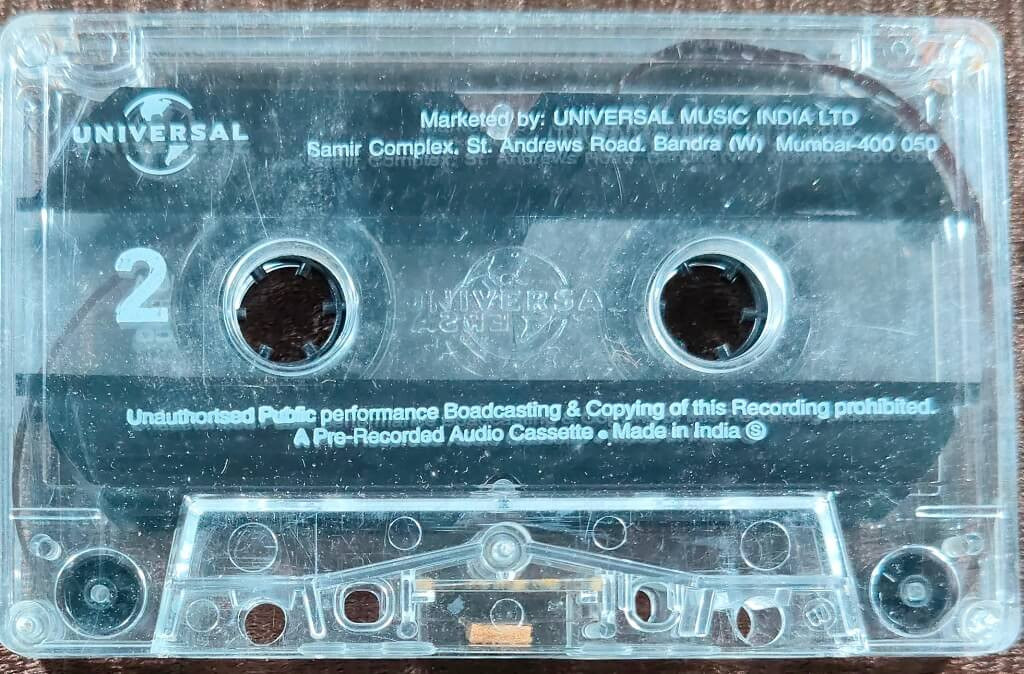 UNIVERSAL
Marketed by: UNIVERSAL MUSIC INDIA LTD
Samir Complex, St. Andrews Road, Bandra (W) Mumbai-400 050
2
UNIVERSAL
Unauthorised Public performance Boadcasting & Copying of this Recording prohibited.
A Pre-Recorded Audio Cassette • Made in India Ⓢ